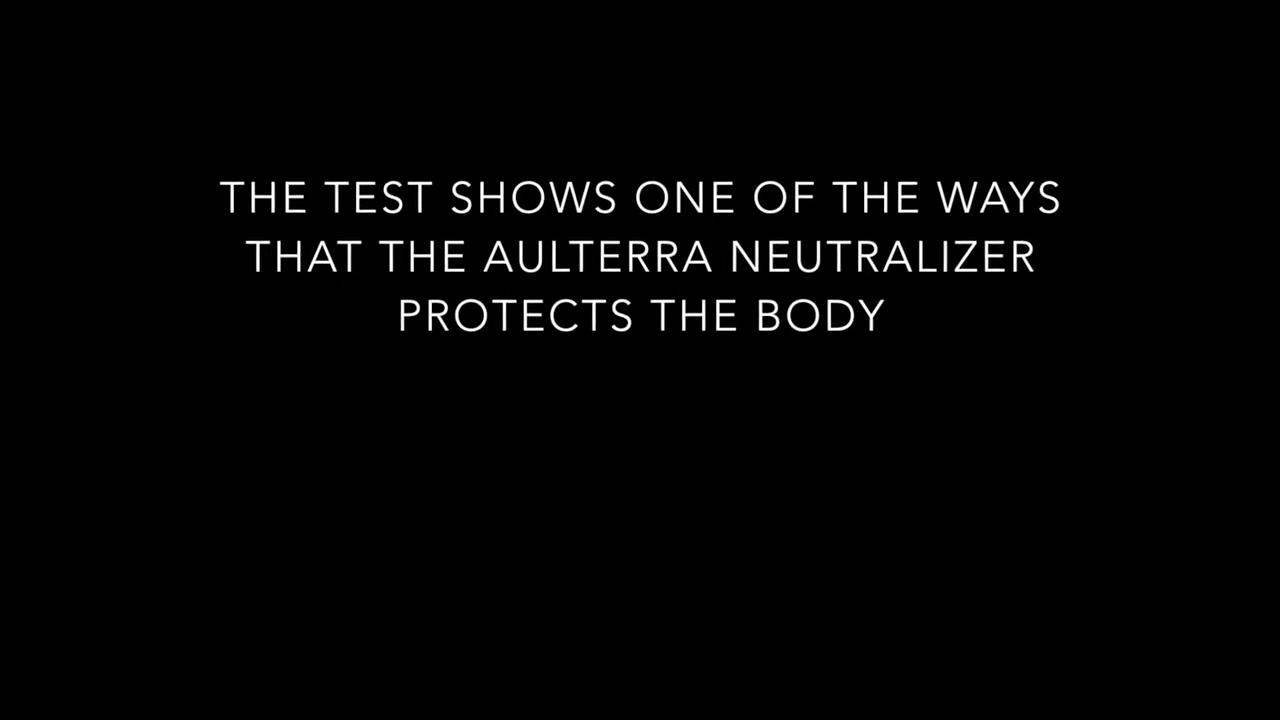 THE TEST SHOWS ONE OF THE WAYS
THAT THE AULTERRA NEUTRALIZER
PROTECTS THE BODY